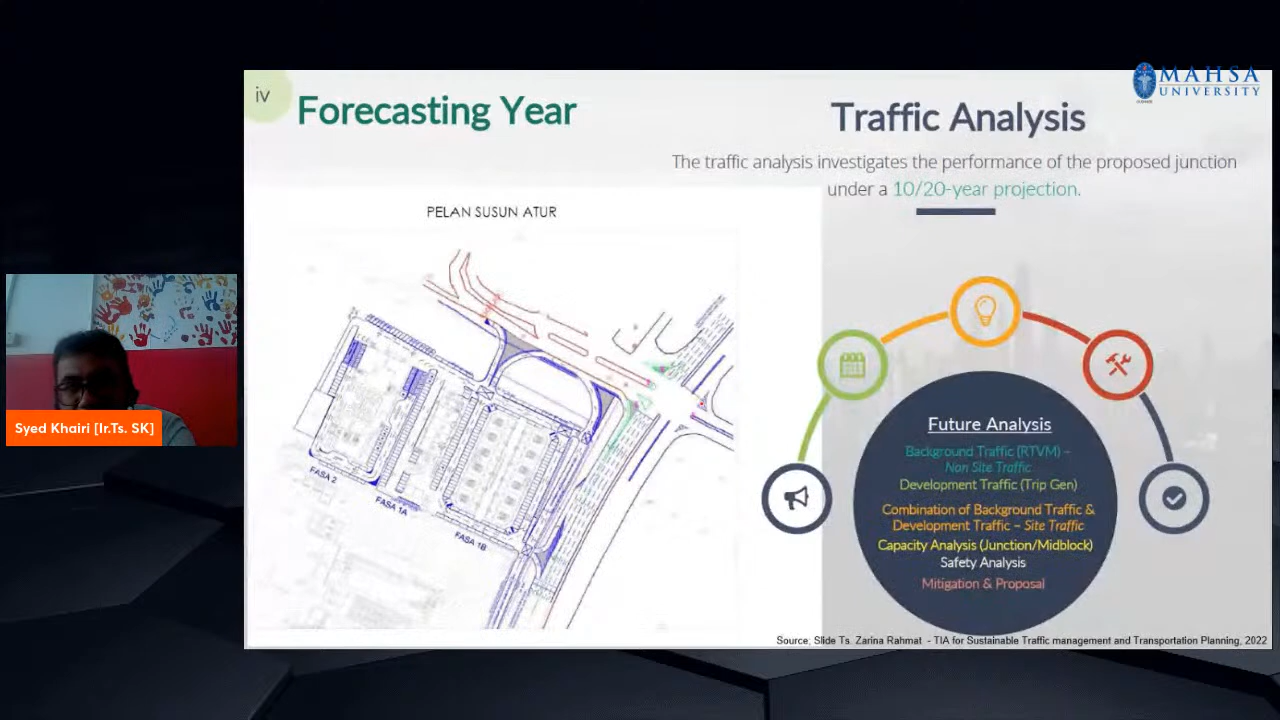 MAHSA
UNIVERSITY
iv
Forecasting Year
Traffic Analysis
The traffic analysis investigates the performance of the proposed junction
under a 10/20-year projection.
PELAN SUSUN ATUR
FASA 2
FASA 1A
FASA 1B
Future Analysis
Background Traffic (RTVM) –
Non Site Traffic
Development Traffic (Trip Gen)
Combination of Background Traffic &
Development Traffic – Site Traffic
Capacity Analysis (Junction/Midblock)
Safety Analysis
Mitigation & Proposal
Source; Slide Ts. Zarina Rahmat - TIA for Sustainable Traffic management and Transportation Planning, 2022
Syed Khairi [Ir.Ts. SK]